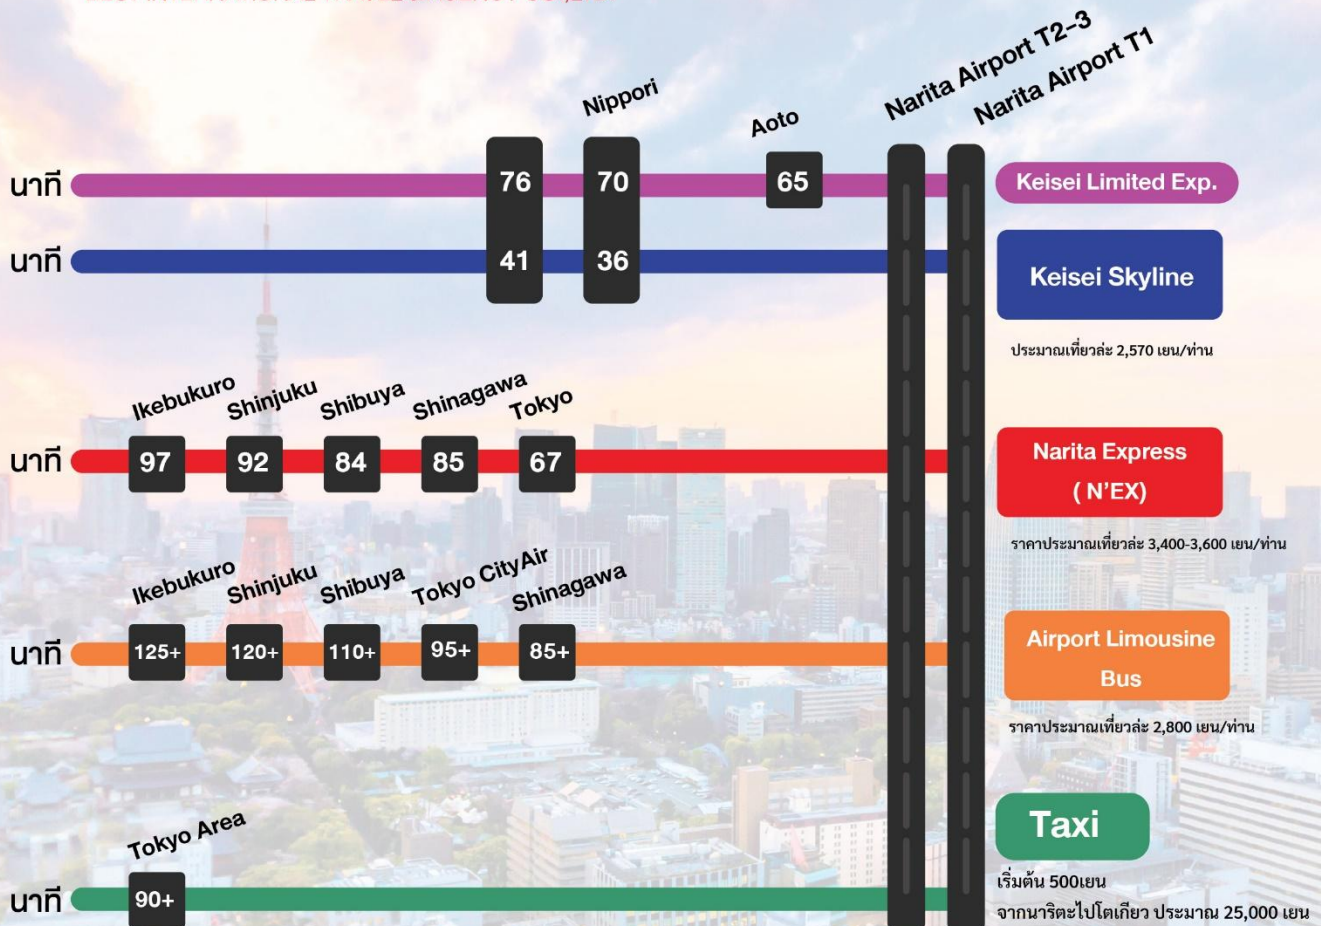 Narita Airport T2-3
Narita Airport T1
Nippori
Aoto
นาที
76
70
65
Keisei Limited Exp.
นาที
41
36
Keisei Skyline
ประมาณเที่ยวล่ะ 2,570 เยน/ท่าน
Ikebukuro
Shinjuku
Shibuya
Shinagawa
Tokyo
นาที
97
92
84
85
67
Narita Express
( N'EX)
ราคาประมาณเที่ยวล่ะ 3,400-3,600 เยน/ท่าน
Ikebukuro
Shinjuku
Shibuya
Tokyo CityAir
Shinagawa
นาที
125+
120+
110+
95+
85+
Airport Limousine
Bus
ราคาประมาณเที่ยวล่ะ 2,800 เยน/ท่าน
Tokyo Area
นาที
90+
Taxi
เริ่มต้น 500เยน
จากนาริตะไปโตเกียว ประมาณ 25,000 เยน